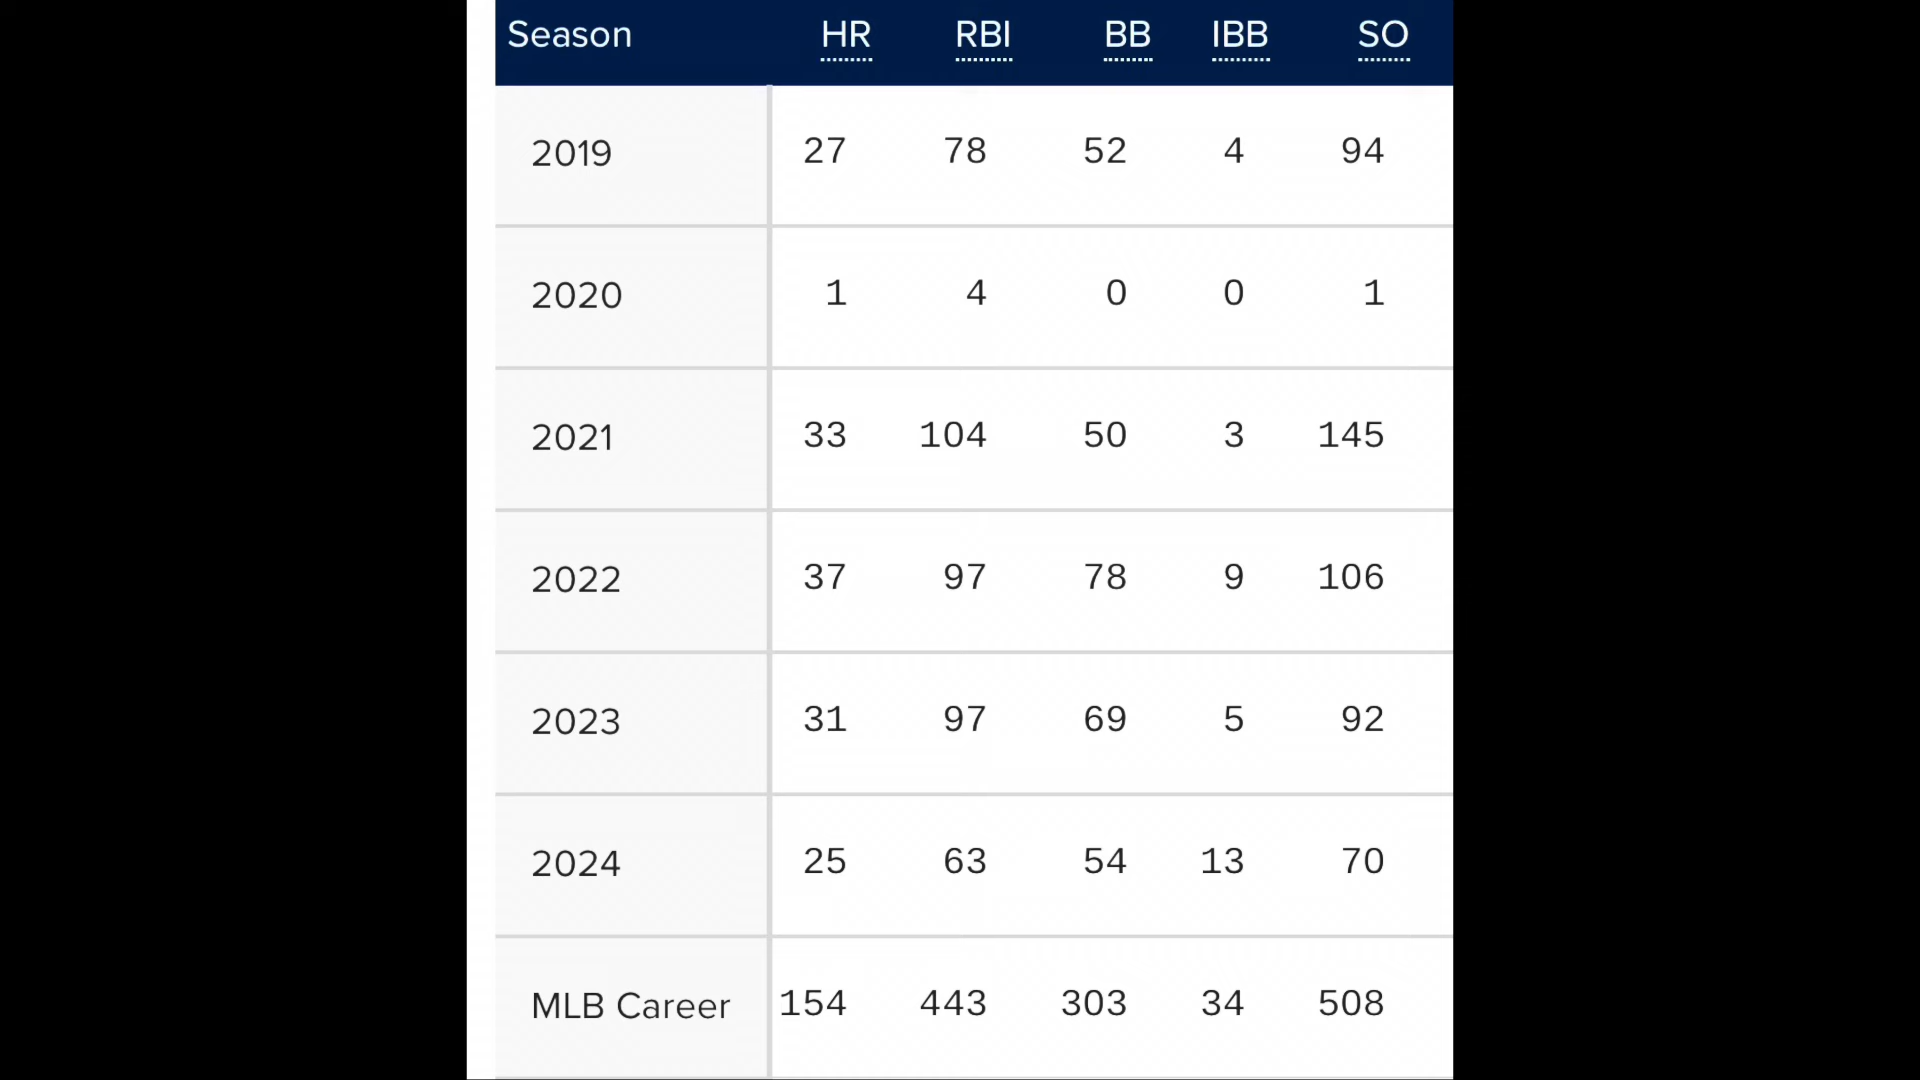 Season HR RBI BB IBB SO
2019 27 78 52 4 94
2020 1 4 0 0 1
2021 33 104 50 3 145
2022 37 97 78 9 106
2023 31 97 69 5 92
2024 25 63 54 13 70
MLB Career 154 443 303 34 508